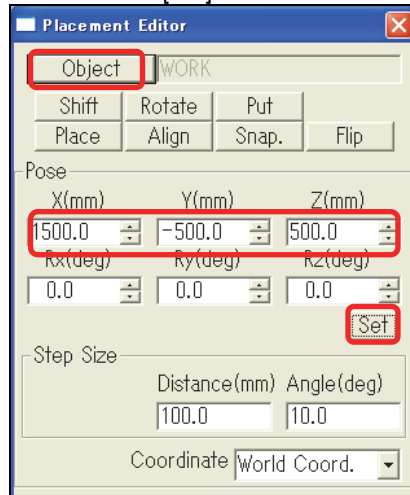 Placement Editor
Object WORK
Shift Rotate Put
Place Align Snap. Flip
Pose
X(mm) Y(mm) Z(mm)
1500.0 -500.0 500.0
Rx(deg) Ry(deg) Rz(deg)
0.0 0.0 0.0
Set
Step Size
Distance(mm) Angle(deg)
100.0 10.0
Coordinate World Coord.